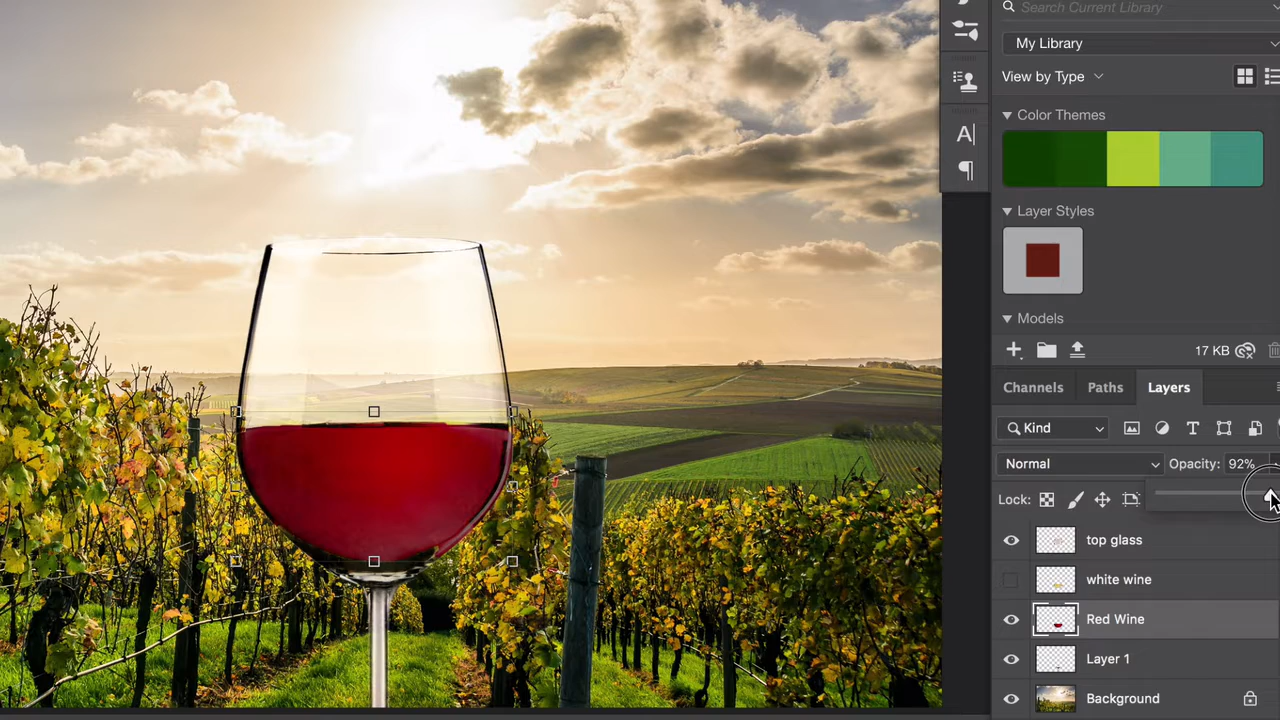 Search Current Library
My Library
View by Type
Color Themes
Layer Styles
Models
17 KB
Channels Paths Layers
Kind
Normal Opacity: 92%
Lock:
top glass
white wine
Red Wine
Layer 1
Background